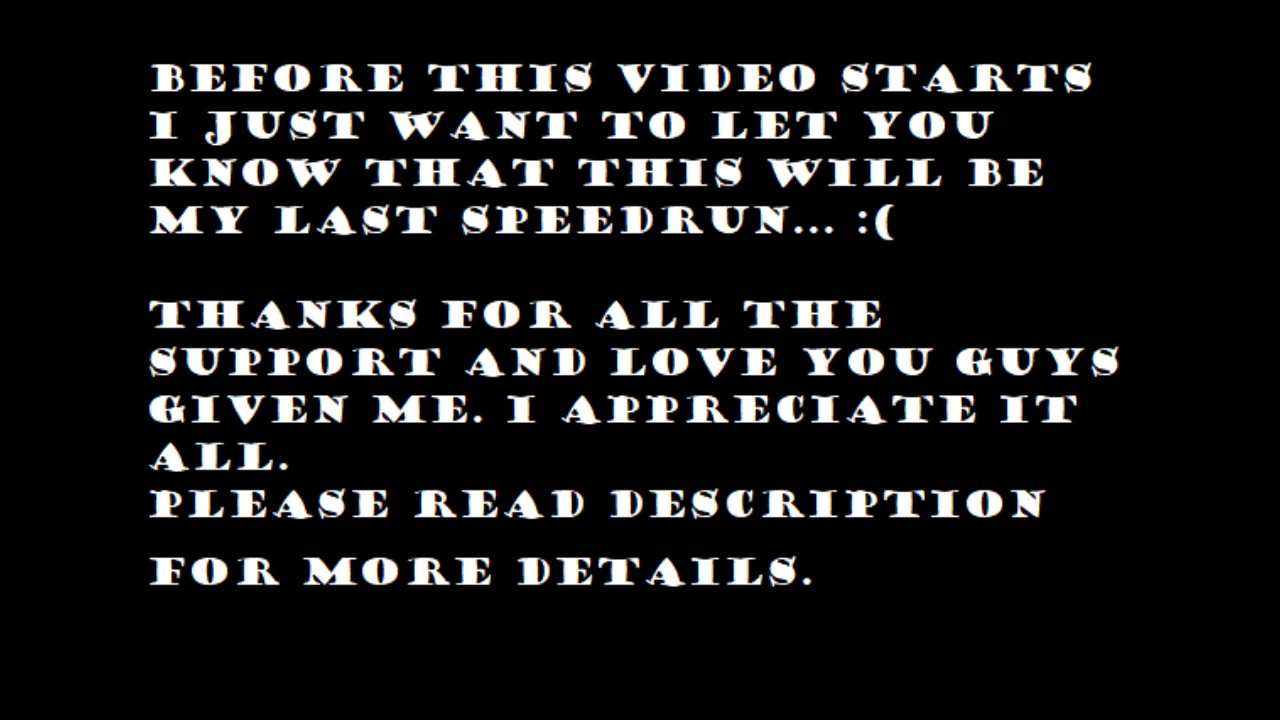 BEFORE THIS VIDEO STARTS
I JUST WANT TO LET YOU
KNOW THAT THIS WILL BE
MY LAST SPEEDRUN... :(
THANKS FOR ALL THE
SUPPORT AND LOVE YOU GUYS
GIVEN ME. I APPRECIATE IT
ALL.
PLEASE READ DESCRIPTION
FOR MORE DETAILS.